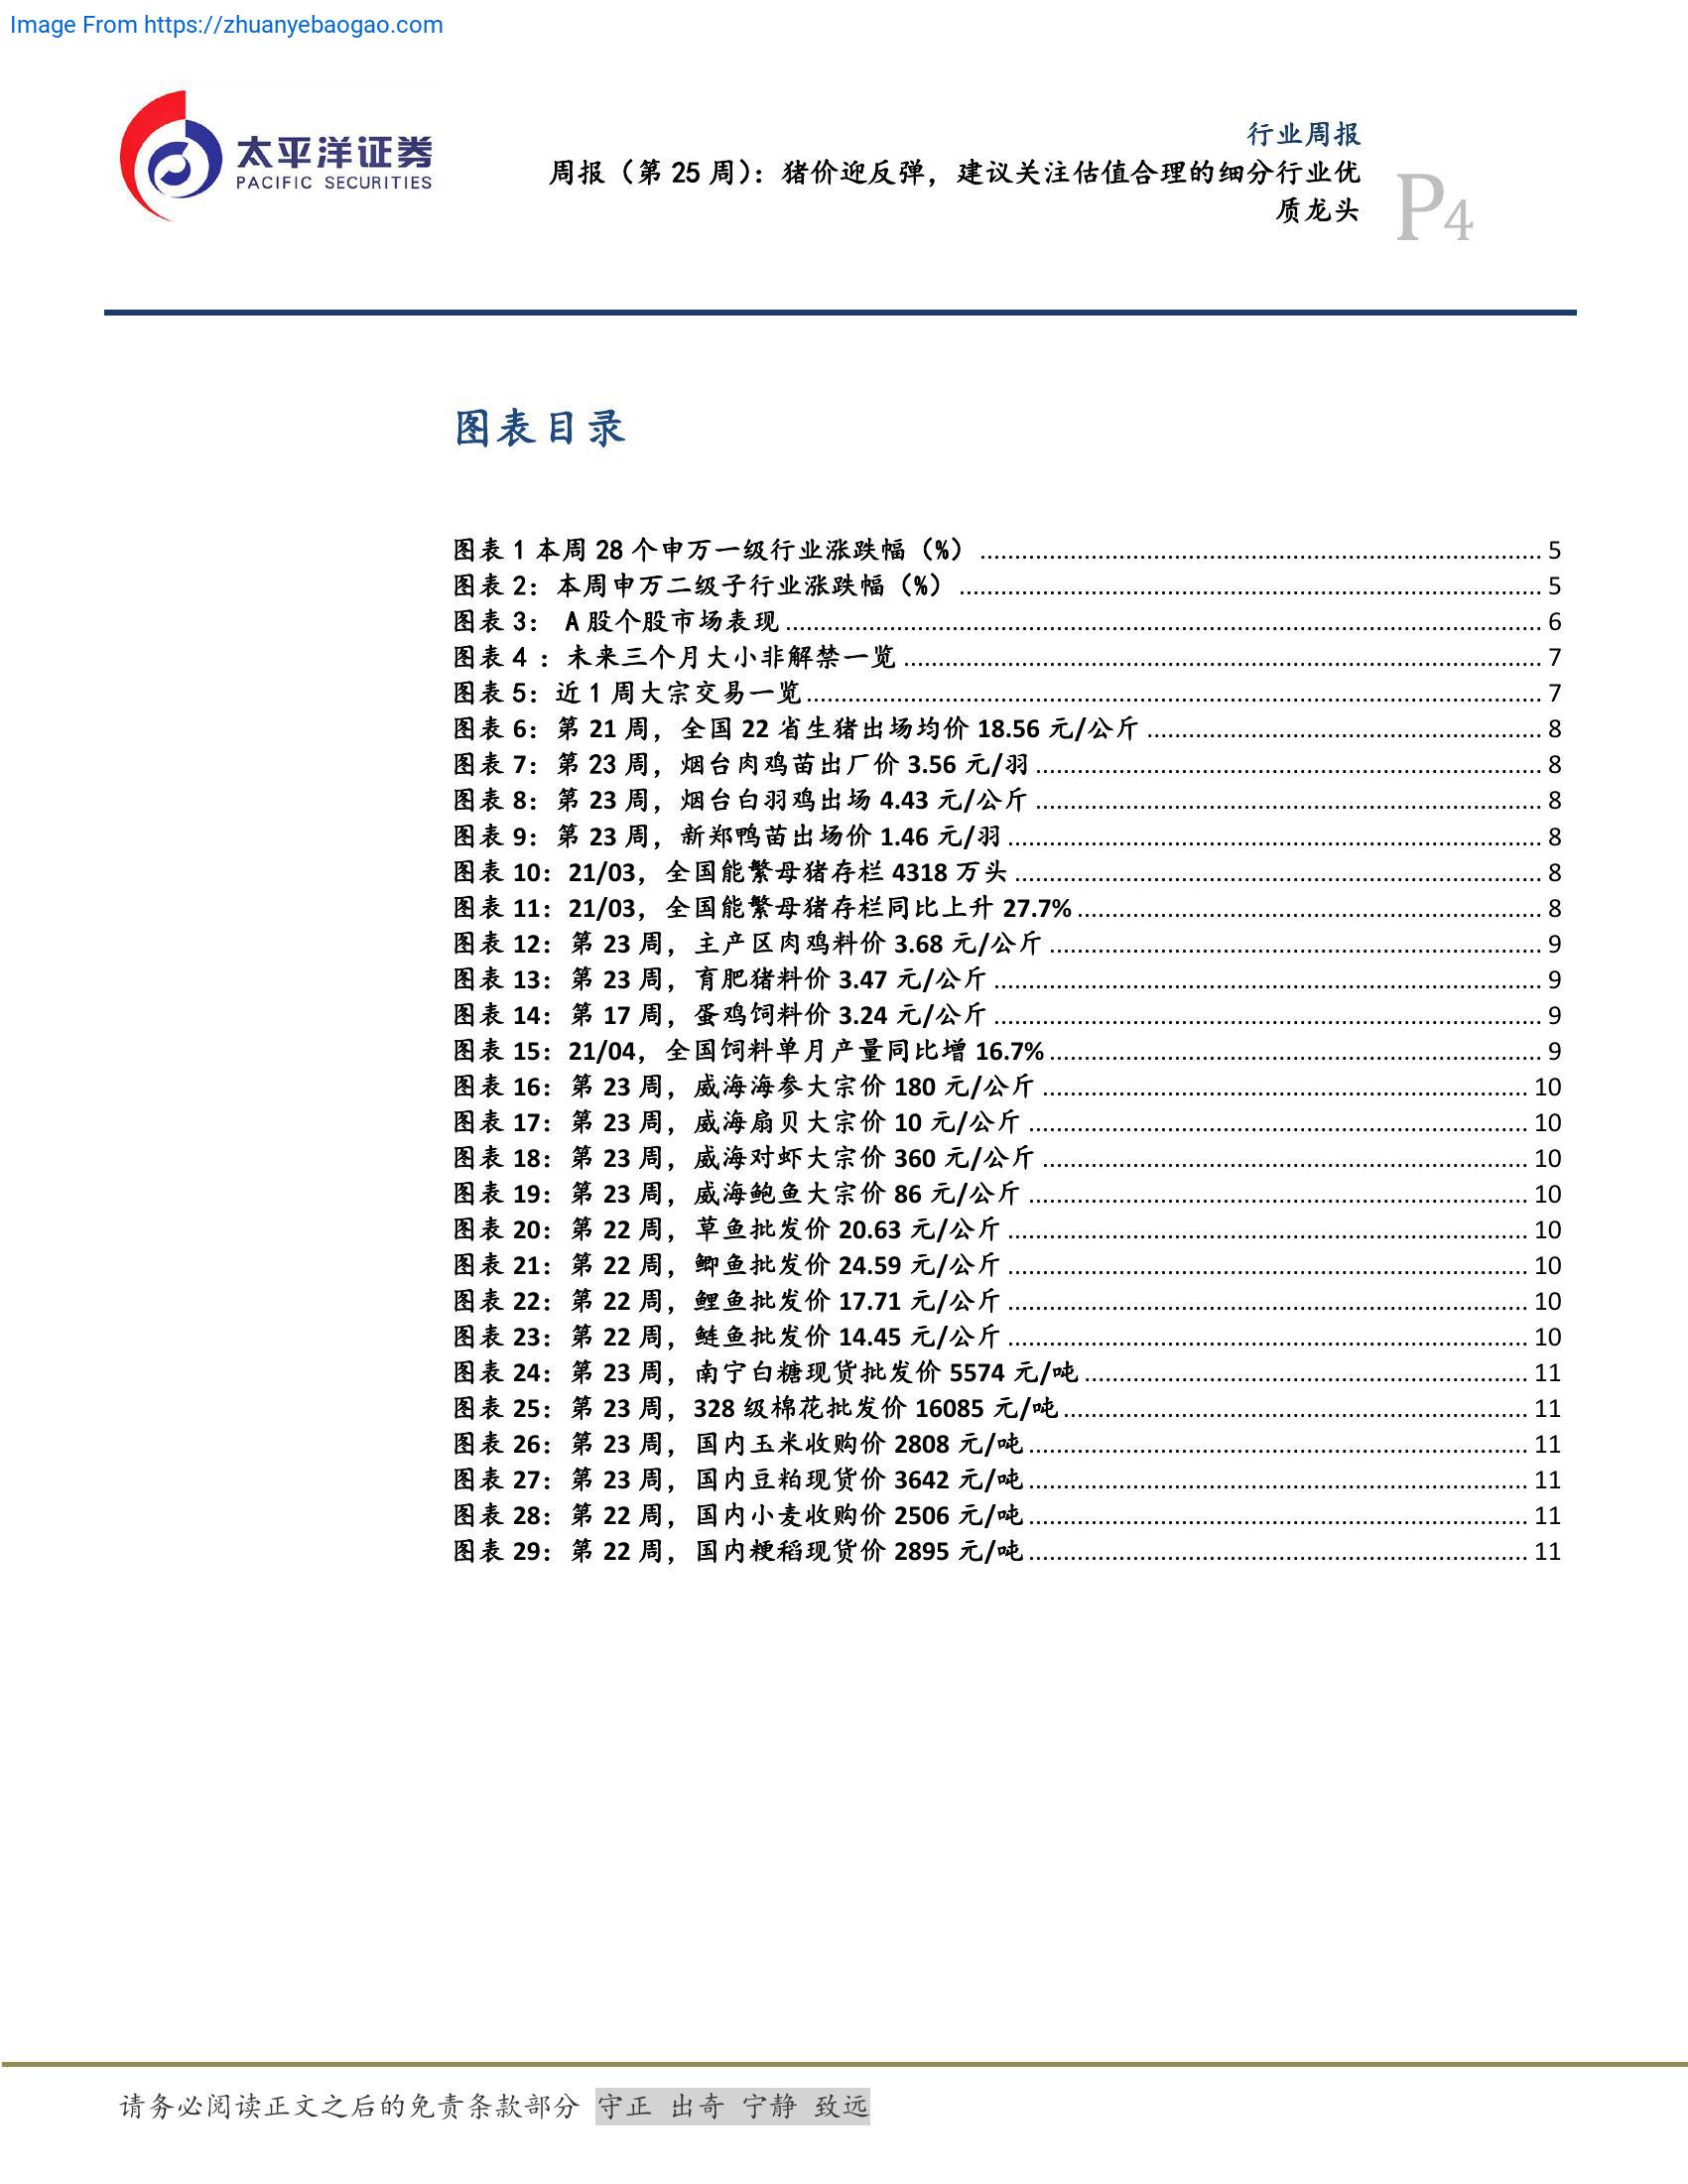 Image From https://zhuanyebaogao.com
太平洋证券
PACIFIC SECURITIES
行业周报
周报（第 25 周）：猪价迎反弹，建议关注估值合理的细分行业优
质龙头
P4
图表目录
图表 1 本周 28 个申万一级行业涨跌幅（%） ........ 5
图表 2：本周申万二级子行业涨跌幅（%） ........ 5
图表 3： A 股个股市场表现 ........ 6
图表 4 ：未来三个月大小非解禁一览 ........ 7
图表 5：近 1 周大宗交易一览 ........ 7
图表 6：第 21 周，全国 22 省生猪出场均价 18.56 元/公斤 ........ 8
图表 7：第 23 周，烟台肉鸡苗出厂价 3.56 元/羽 ........ 8
图表 8：第 23 周，烟台白羽鸡出场 4.43 元/公斤 ........ 8
图表 9：第 23 周，新郑鸭苗出场价 1.46 元/羽 ........ 8
图表 10：21/03，全国能繁母猪存栏 4318 万头 ........ 8
图表 11：21/03，全国能繁母猪存栏同比上升 27.7% ........ 8
图表 12：第 23 周，主产区肉鸡料价 3.68 元/公斤 ........ 9
图表 13：第 23 周，育肥猪料价 3.47 元/公斤 ........ 9
图表 14：第 17 周，蛋鸡饲料价 3.24 元/公斤 ........ 9
图表 15：21/04，全国饲料单月产量同比增 16.7% ........ 9
图表 16：第 23 周，威海海参大宗价 180 元/公斤 ........ 10
图表 17：第 23 周，威海扇贝大宗价 10 元/公斤 ........ 10
图表 18：第 23 周，威海对虾大宗价 360 元/公斤 ........ 10
图表 19：第 23 周，威海鲍鱼大宗价 86 元/公斤 ........ 10
图表 20：第 22 周，草鱼批发价 20.63 元/公斤 ........ 10
图表 21：第 22 周，鲫鱼批发价 24.59 元/公斤 ........ 10
图表 22：第 22 周，鲤鱼批发价 17.71 元/公斤 ........ 10
图表 23：第 22 周，鲢鱼批发价 14.45 元/公斤 ........ 10
图表 24：第 23 周，南宁白糖现货批发价 5574 元/吨 ........ 11
图表 25：第 23 周，328 级棉花批发价 16085 元/吨 ........ 11
图表 26：第 23 周，国内玉米收购价 2808 元/吨 ........ 11
图表 27：第 23 周，国内豆粕现货价 3642 元/吨 ........ 11
图表 28：第 22 周，国内小麦收购价 2506 元/吨 ........ 11
图表 29：第 22 周，国内粳稻现货价 2895 元/吨 ........ 11
请务必阅读正文之后的免责条款部分 守正 出奇 宁静 致远